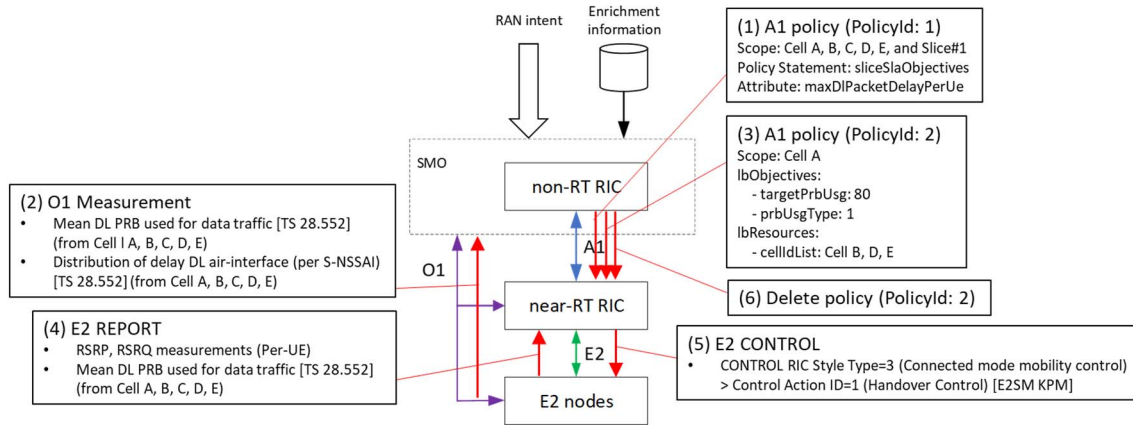 RAN intent
Enrichment
information
(1) A1 policy (PolicyId: 1)
Scope: Cell A, B, C, D, E, and Slice#1
Policy Statement: sliceSlaObjectives
Attribute: maxDlPacketDelayPerUe
(3) A1 policy (PolicyId: 2)
Scope: Cell A
lbObjectives:
- targetPrbUsg: 80
- prbUsgType: 1
lbResources:
- cellIdList: Cell B, D, E
SMO
non-RT RIC
(2) O1 Measurement
• Mean DL PRB used for data traffic [TS 28.552]
(from Cell l A, B, C, D, E)
• Distribution of delay DL air-interface (per S-NSSAI)
[TS 28.552] (from Cell A, B, C, D, E)
A1
O1
(6) Delete policy (PolicyId: 2)
near-RT RIC
(4) E2 REPORT
• RSRP, RSRQ measurements (Per-UE)
• Mean DL PRB used for data traffic [TS 28.552]
(from Cell A, B, C, D, E)
E2
(5) E2 CONTROL
• CONTROL RIC Style Type=3 (Connected mode mobility control)
> Control Action ID=1 (Handover Control) [E2SM KPM]
E2 nodes